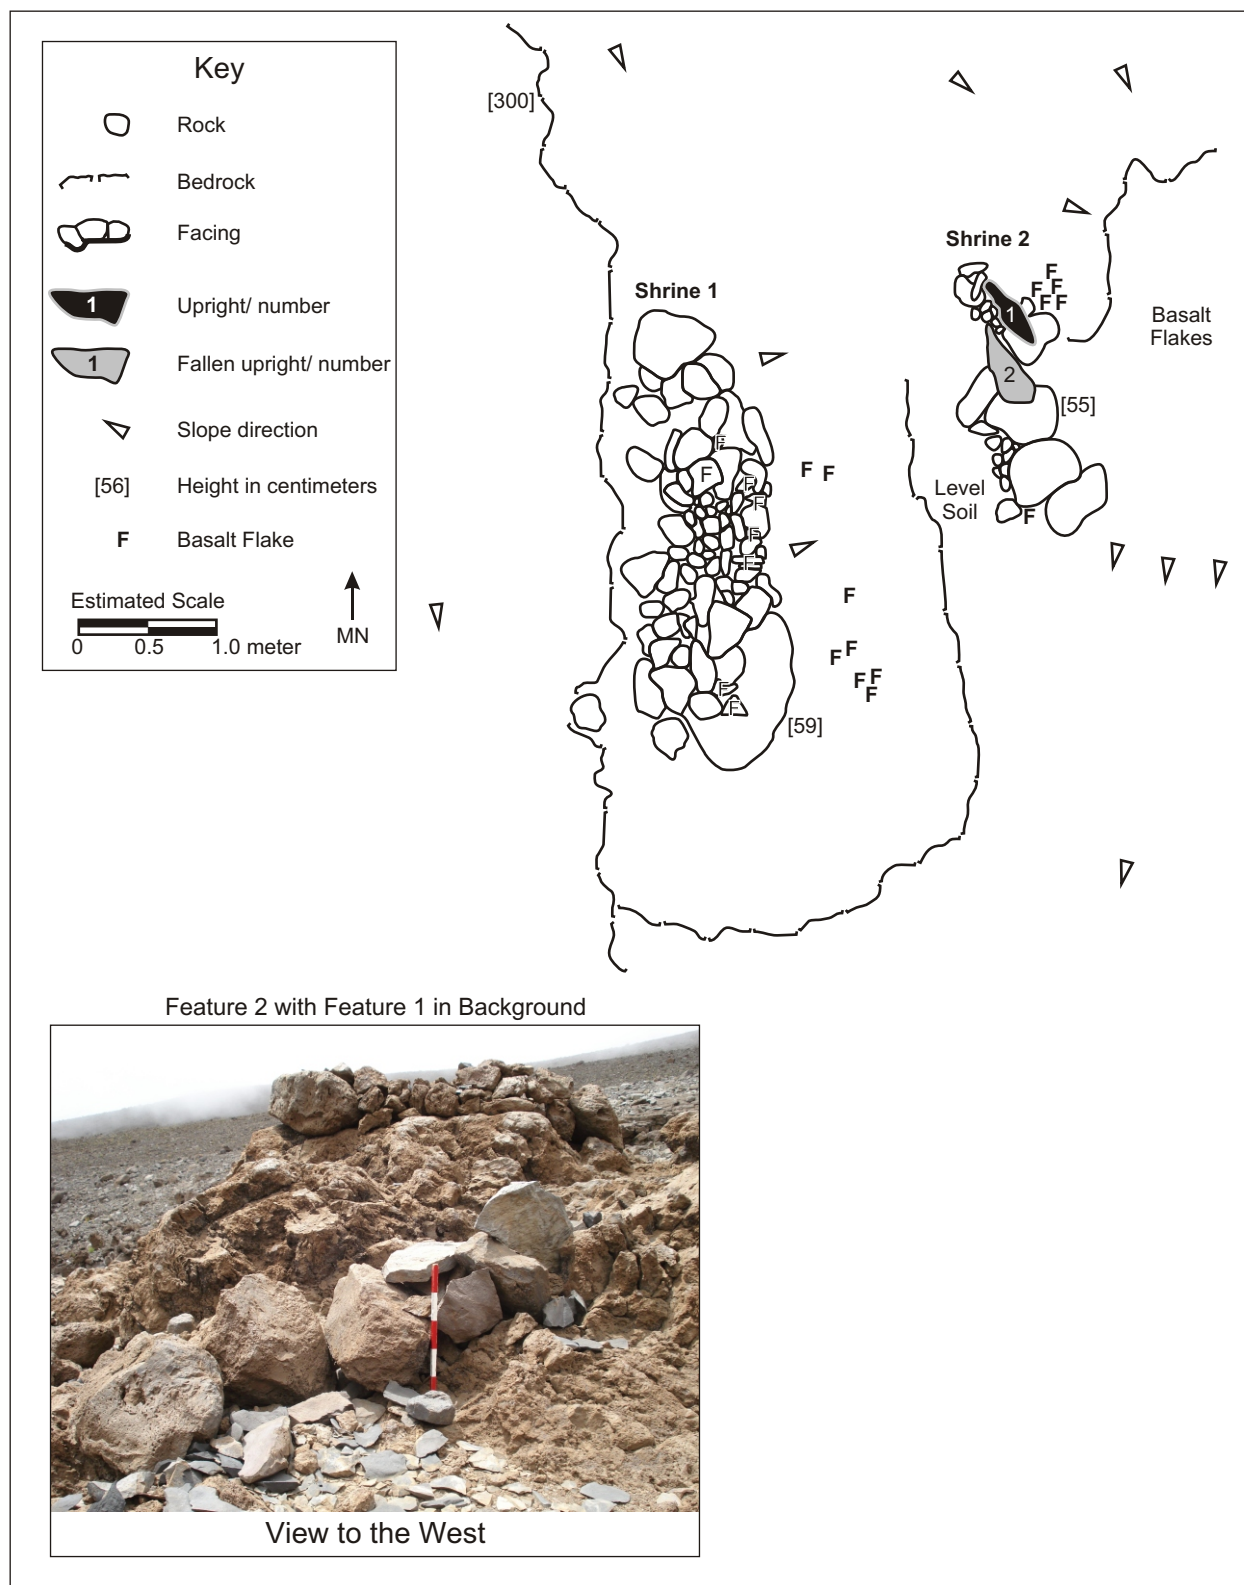 Key
Rock
Bedrock
Facing
1 Upright/ number
1 Fallen upright/ number
Slope direction
[56] Height in centimeters
F Basalt Flake
Estimated Scale
0 0.5 1.0 meter
MN
[300]
Shrine 1
F
F
F
F
F
F
F
F
F F
F
F F
F F
F
[59]
Shrine 2
F
F F
F F
1
2
[55]
F
Level
Soil
Basalt
Flakes
Feature 2 with Feature 1 in Background
View to the West